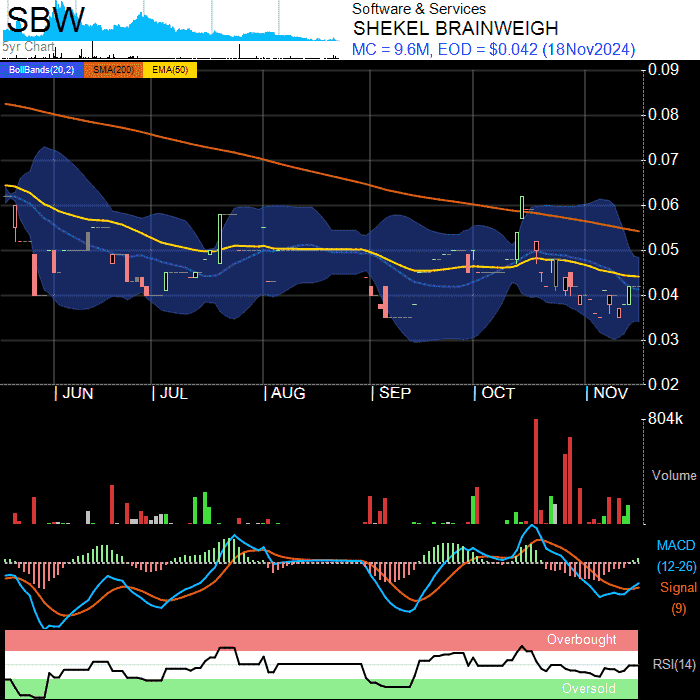 SBW
5yr Chart
Software & Services
SHEKEL BRAINWEIGH
MC = 9.6M, EOD = $0.042 (18Nov2024)
BollBands(20,2) SMA(200) EMA(50)
0.09
0.08
0.07
0.06
0.05
0.04
0.03
0.02
JUN JUL AUG SEP OCT NOV
804k
Volume
MACD
(12-26)
Signal
(9)
Overbought
RSI(14)
Oversold